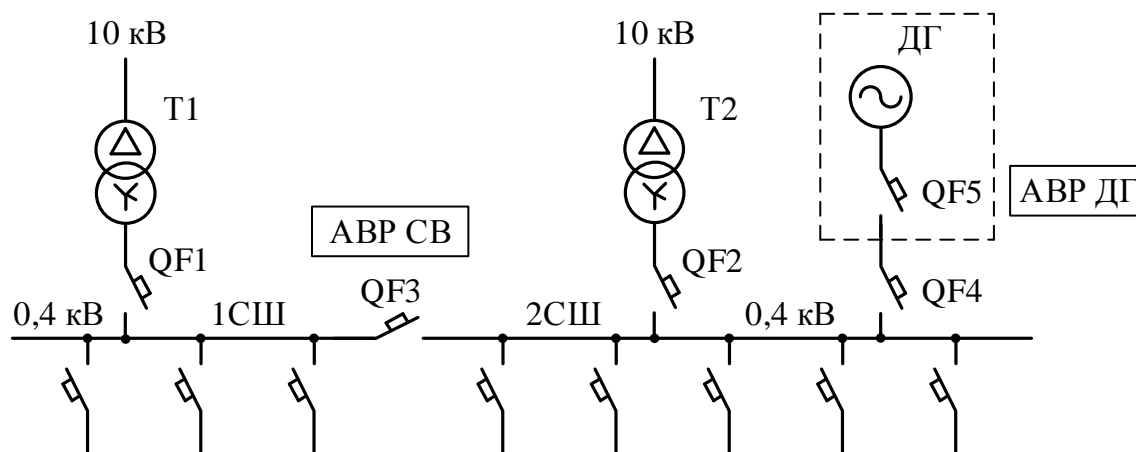 10 кВ
10 кВ
ДГ
Т1
Т2
QF5
АВР ДГ
АВР СВ
QF1
QF2
QF3
QF4
0,4 кВ
1СШ
2СШ
0,4 кВ